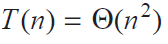 T(n) = Θ(n²)